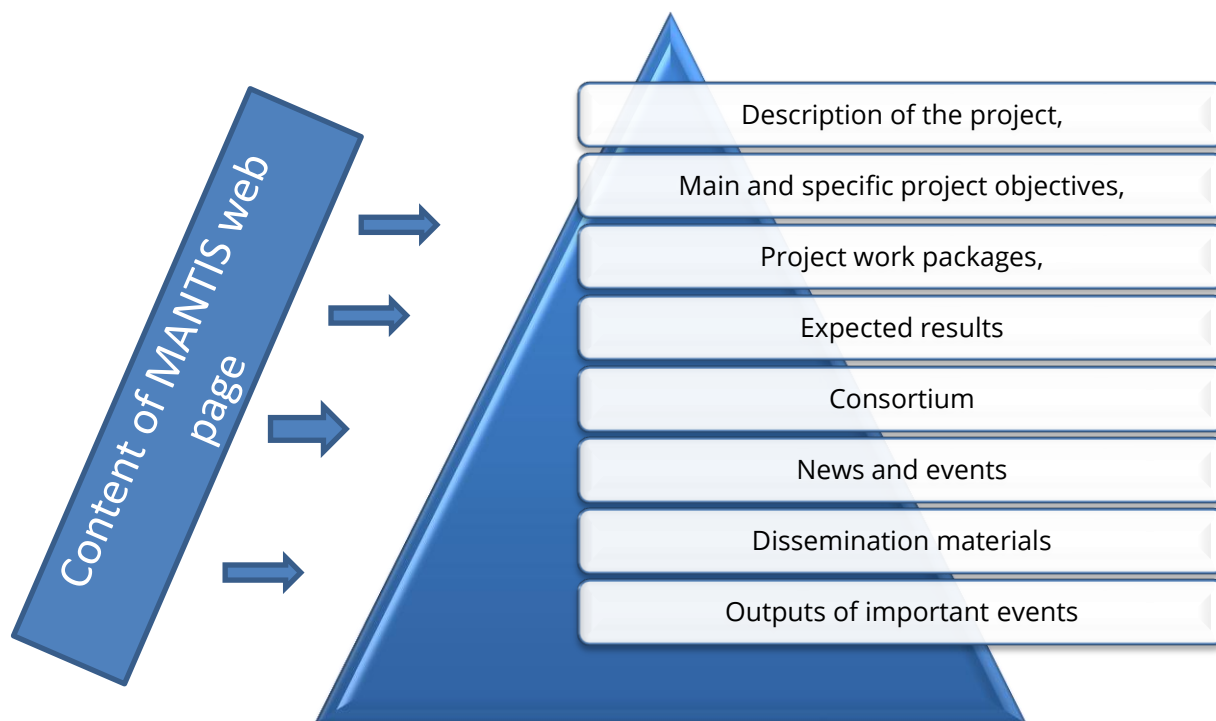 Content of MANTIS web
page
Description of the project,
Main and specific project objectives,
Project work packages,
Expected results
Consortium
News and events
Dissemination materials
Outputs of important events